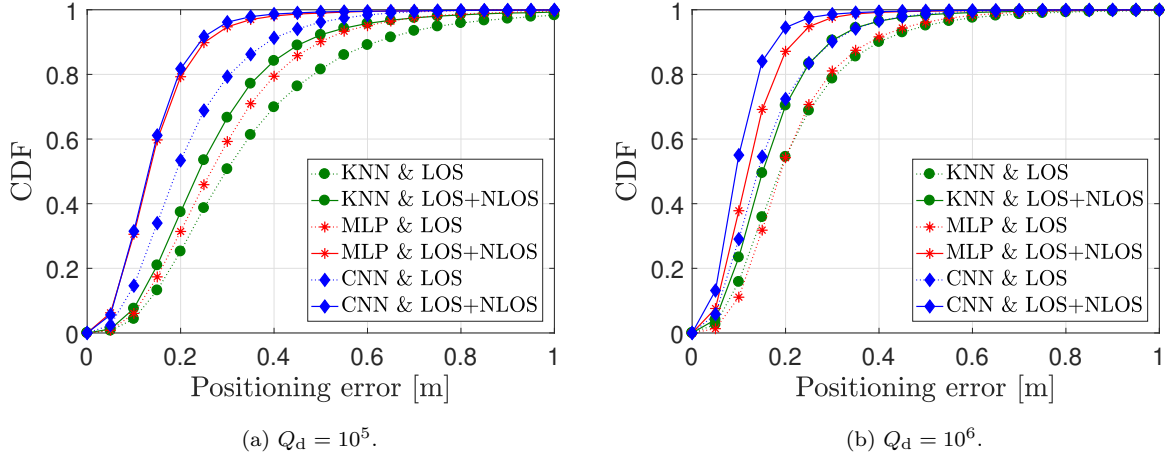 CDF
1
0.8
0.6
0.4
0.2
0
0 0.2 0.4 0.6 0.8 1
Positioning error [m]
KNN & LOS
KNN & LOS+NLOS
MLP & LOS
MLP & LOS+NLOS
CNN & LOS
CNN & LOS+NLOS
(a) Q_d = 10^5.
CDF
1
0.8
0.6
0.4
0.2
0
0 0.2 0.4 0.6 0.8 1
Positioning error [m]
KNN & LOS
KNN & LOS+NLOS
MLP & LOS
MLP & LOS+NLOS
CNN & LOS
CNN & LOS+NLOS
(b) Q_d = 10^6.